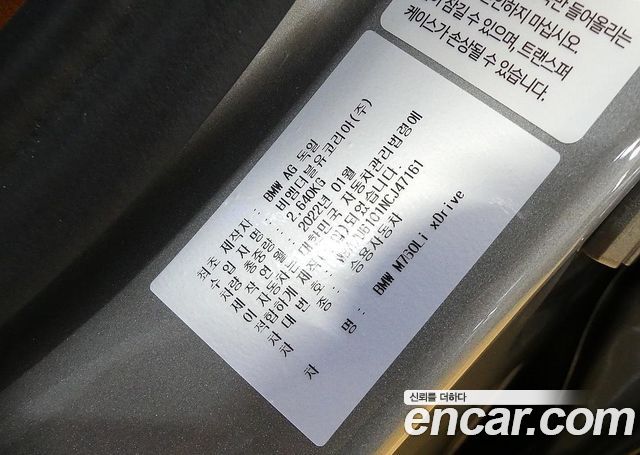 들어올리는
하지 마십시오.
잠길 수 있으며, 트랜스퍼
케이스가 손상될 수 있습니다.
최초 제작자 : BMW AG 독일
수 입 자 명 : 비엠더블유코리아(주)
차량 총중량 : 2,640KG
제 작 연 월 : 2022년 01월
이 자동차는 대한민국 자동차관리법령에
적합하게 제작 되었습니다.
차 대 번 호 :
차 종 : 승용자동차
차 명 : BMW M760Li xDrive
신뢰를 더하다
encar.com